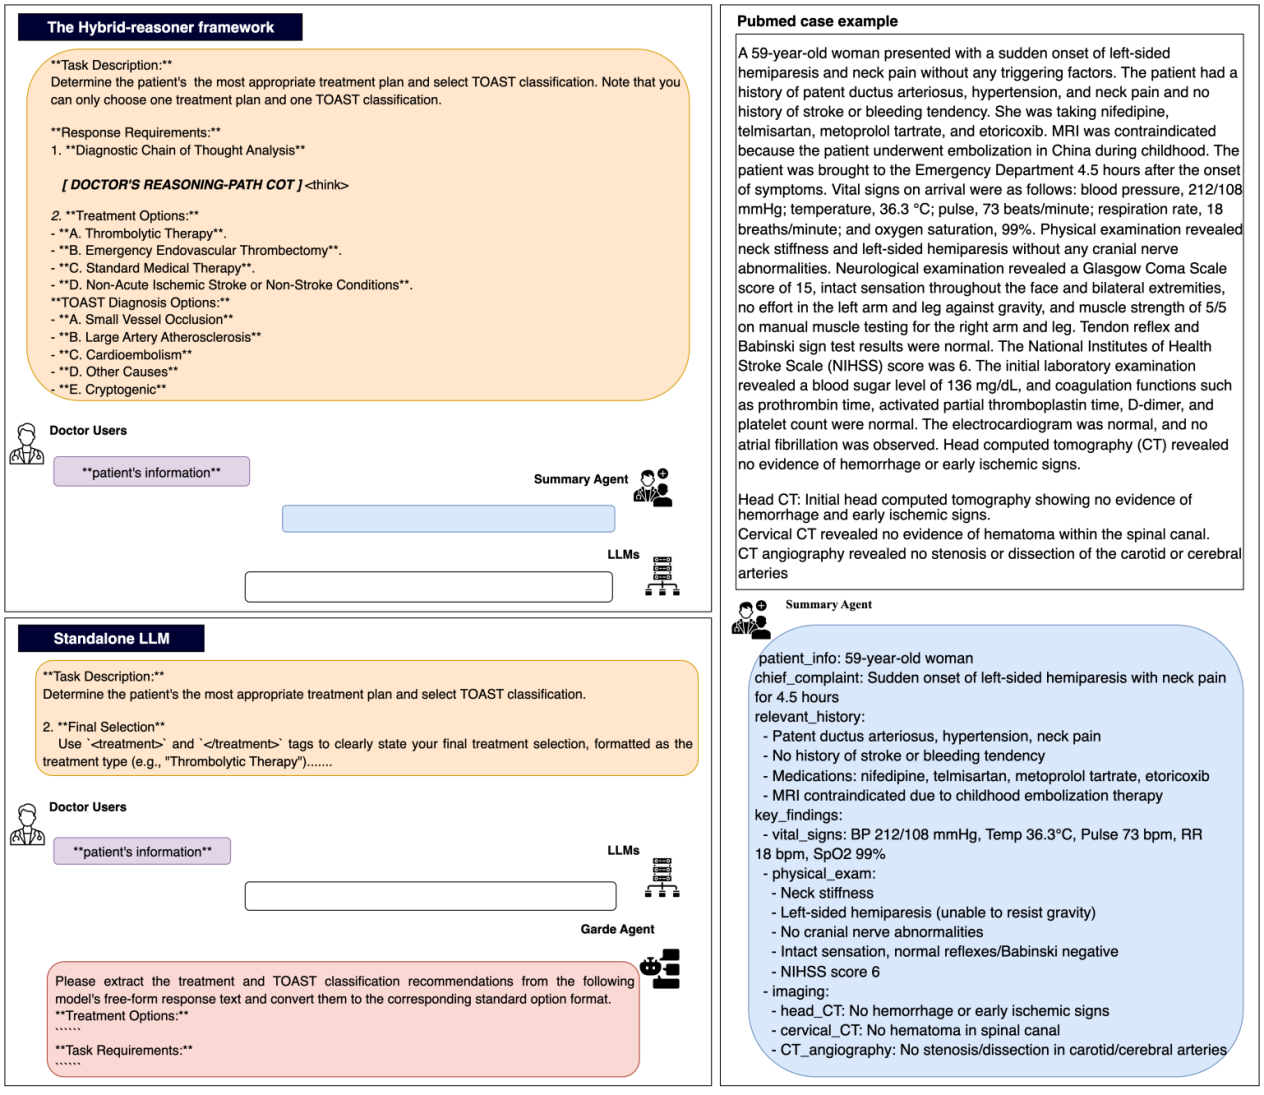 The Hybrid-reasoner framework
**Task Description:**
Determine the patient's  the most appropriate treatment plan and select TOAST classification. Note that you
can only choose one treatment plan and one TOAST classification.
**Response Requirements:**
1. **Diagnostic Chain of Thought Analysis**
[ DOCTOR'S REASONING-PATH COT ] <think>
2. **Treatment Options:**
- **A. Thrombolytic Therapy**.
- **B. Emergency Endovascular Thrombectomy**.
- **C. Standard Medical Therapy**.
- **D. Non-Acute Ischemic Stroke or Non-Stroke Conditions**.
**TOAST Diagnosis Options:**
- **A. Small Vessel Occlusion**
- **B. Large Artery Atherosclerosis**
- **C. Cardioembolism**
- **D. Other Causes**
- **E. Cryptogenic**
Doctor Users
**patient's information**
Summary Agent
LLMs
Standalone LLM
**Task Description:**
Determine the patient's the most appropriate treatment plan and select TOAST classification.
2. **Final Selection**
Use `<treatment>` and `</treatment>` tags to clearly state your final treatment selection, formatted as the
treatment type (e.g., "Thrombolytic Therapy").......
Doctor Users
**patient's information**
LLMs
Garde Agent
Please extract the treatment and TOAST classification recommendations from the following
model's free-form response text and convert them to the corresponding standard option format.
**Treatment Options:**
``````
**Task Requirements:**
``````
Pubmed case example
A 59-year-old woman presented with a sudden onset of left-sided
hemiparesis and neck pain without any triggering factors. The patient had a
history of patent ductus arteriosus, hypertension, and neck pain and no
history of stroke or bleeding tendency. She was taking nifedipine,
telmisartan, metoprolol tartrate, and etoricoxib. MRI was contraindicated
because the patient underwent embolization in China during childhood. The
patient was brought to the Emergency Department 4.5 hours after the onset
of symptoms. Vital signs on arrival were as follows: blood pressure, 212/108
mmHg; temperature, 36.3 °C; pulse, 73 beats/minute; respiration rate, 18
breaths/minute; and oxygen saturation, 99%. Physical examination revealed
neck stiffness and left-sided hemiparesis without any cranial nerve
abnormalities. Neurological examination revealed a Glasgow Coma Scale
score of 15, intact sensation throughout the face and bilateral extremities,
no effort in the left arm and leg against gravity, and muscle strength of 5/5
on manual muscle testing for the right arm and leg. Tendon reflex and
Babinski sign test results were normal. The National Institutes of Health
Stroke Scale (NIHSS) score was 6. The initial laboratory examination
revealed a blood sugar level of 136 mg/dL, and coagulation functions such
as prothrombin time, activated partial thromboplastin time, D-dimer, and
platelet count were normal. The electrocardiogram was normal, and no
atrial fibrillation was observed. Head computed tomography (CT) revealed
no evidence of hemorrhage or early ischemic signs.
Head CT: Initial head computed tomography showing no evidence of
hemorrhage and early ischemic signs.
Cervical CT revealed no evidence of hematoma within the spinal canal.
CT angiography revealed no stenosis or dissection of the carotid or cerebral
arteries
Summary Agent
patient_info: 59-year-old woman
chief_complaint: Sudden onset of left-sided hemiparesis with neck pain
for 4.5 hours
relevant_history:
- Patent ductus arteriosus, hypertension, neck pain
- No history of stroke or bleeding tendency
- Medications: nifedipine, telmisartan, metoprolol tartrate, etoricoxib
- MRI contraindicated due to childhood embolization therapy
key_findings:
- vital_signs: BP 212/108 mmHg, Temp 36.3°C, Pulse 73 bpm, RR
18 bpm, SpO2 99%
- physical_exam:
- Neck stiffness
- Left-sided hemiparesis (unable to resist gravity)
- No cranial nerve abnormalities
- Intact sensation, normal reflexes/Babinski negative
- NIHSS score 6
- imaging:
- head_CT: No hemorrhage or early ischemic signs
- cervical_CT: No hematoma in spinal canal
- CT_angiography: No stenosis/dissection in carotid/cerebral arteries